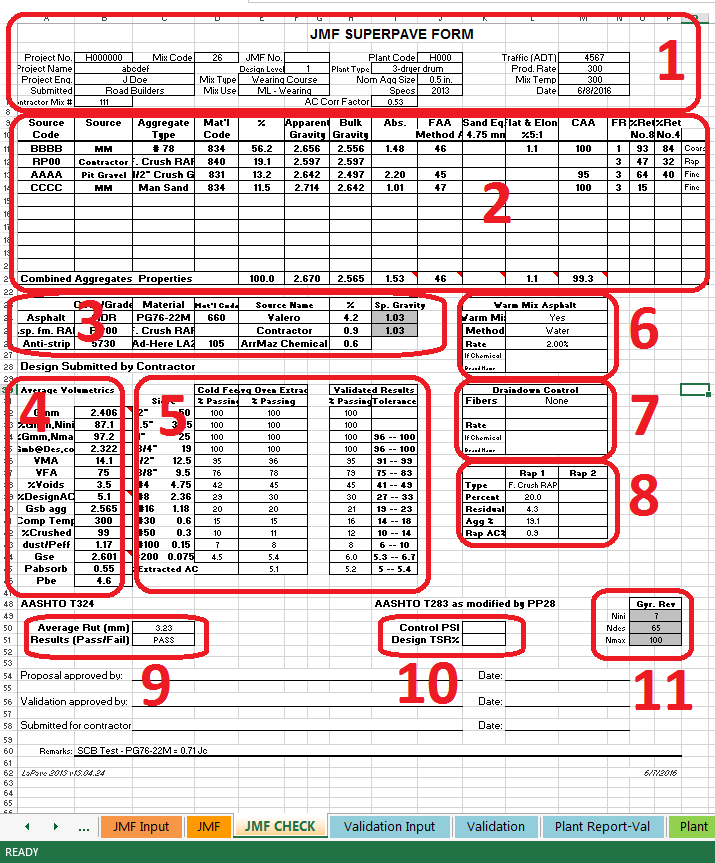 JMF SUPERPAVE FORM
Project No. H000000 Mix Code 26 JMF No. Plant Code H000 Traffic (ADT) 4567
Project Name abcdef Design Level 1 Plant Type 3-dryer drum Prod. Rate 300
Project Eng. J Doe Mix Type Wearing Course Nom Agg Size 0.5 in. Mix Temp 300
Submitted Road Builders Mix Use ML - Wearing Specs 2013 Date 6/8/2016
ontractor Mix # 111 AC Corr Factor 0.53
1
Source Source Aggregate Mat'l % Apparent Bulk Abs. FAA Sand Eq Flat & Elon CAA FR %Ret %Ret
Code Type Code Gravity Gravity Method A 4.75 mm %5:1 No.8 No.4
BBBB MM # 78 834 56.2 2.656 2.556 1.48 46 1.1 100 1 93 84 Coars
RP00 Contractor F. Crush RAP 840 19.1 2.597 2.597 3 47 32 Rap
AAAA Pit Gravel 1/2" Crush G 831 13.2 2.642 2.497 2.20 45 95 3 64 40 Fine
CCCC MM Man Sand 834 11.5 2.714 2.642 1.01 47 100 3 15 Fine
2
Combined Aggregates Properties 100.0 2.670 2.565 1.53 46 1.1 99.3
/Grade Material Mat'l Code Source Name % Sp. Gravity
Asphalt DR PG76-22M 660 Valero 4.2 1.03
.sp. fm. RA 00 F. Crush RAP Contractor 0.9 1.03
Anti-strip 5730 Ad-Here LA2 105 ArrMaz Chemical 0.6
3
Warm Mix Asphalt
Warm Mi Yes
Method Water
Rate 2.00%
If Chemical
Brand Name
6
Design Submitted by Contractor
Average Volumetrics
Gmm 2.406
%Gmm,Nini 87.1
%Gmm,Nma 97.2
Gmb@Des,co 2.322
VMA 14.1
VFA 75
%Voids 3.5
%DesignAC 5.1
Gsb agg 2.565
Comp Temp 300
%Crushed 99
dust/Peff 1.17
Gse 2.601
Pabsorb 0.55
Pbe 4.6
4
Cold Fee vg Oven Extrac Validated Results
Si % Passing % Passing % Passing Tolerance
2" 50 100 100 100
.5" 3 5 100 100 100
" 25 100 100 100 96 -- 100
3/4" 19 100 100 100 96 -- 100
/2" 12.5 95 96 95 91 -- 99
3/8" 9.5 76 78 79 75 -- 83
#4 4.75 42 45 45 41 -- 49
#8 2.36 29 30 30 27 -- 33
#16 1.18 20 20 21 19 -- 23
#30 0.6 15 15 16 14 -- 18
#50 0.3 10 11 12 10 -- 14
#100 0.15 7 8 8 6 -- 10
#200 0.075 4.5 5.4 6.0 5.3 -- 6.7
Extracted AC 5.1 5.2 5 -- 5.4
5
Draindown Control
Fibers None
Rate
If Chemical
Brand Name
7
Rap 1 Rap 2
Type F. Crush RAP
Percent 20.0
Residual 4.3
Agg % 19.1
Rap AC% 0.9
8
AASHTO T324 AASHTO T283 as modified by PP28
Average Rut (mm) 3.23
Results (Pass/Fail) PASS
9
Control PSI
Design TSR%
10
Gyr. Rev
Nini 7
Ndes 65
Nmax 100
11
Proposal approved by: Date:
Validation approved by: Date:
Submitted for contractor Date:
Remarks: SCB Test - PG76-22M = 0.71 Jc
LaPave 2013 v13.04.24 6/7/2016
... JMF Input JMF JMF CHECK Validation Input Validation Plant Report-Val Plant
READY